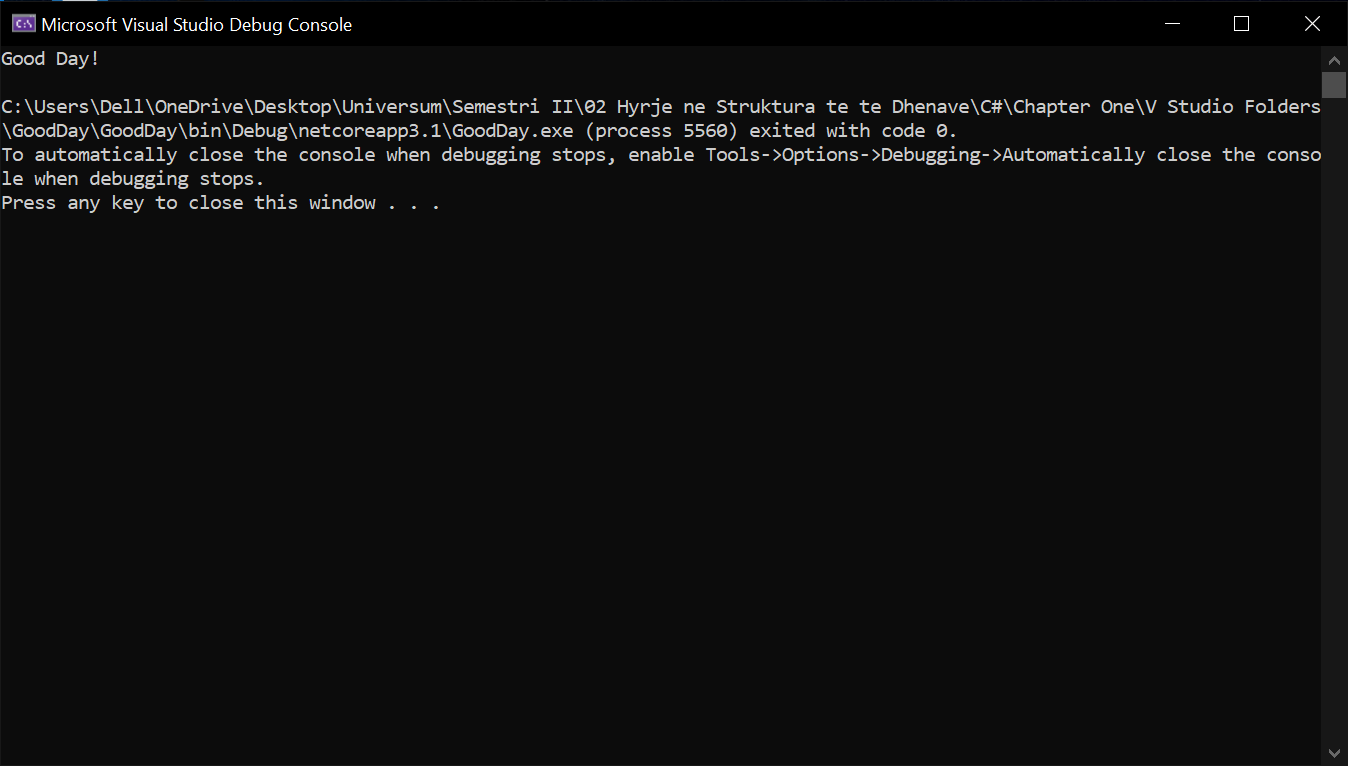 Microsoft Visual Studio Debug Console
Good Day!
C:\Users\Dell\OneDrive\Desktop\Universum\Semestri II\02 Hyrje ne Struktura te te Dhenave\C#\Chapter One\V Studio Folders
\GoodDay\GoodDay\bin\Debug\netcoreapp3.1\GoodDay.exe (process 5560) exited with code 0.
To automatically close the console when debugging stops, enable Tools->Options->Debugging->Automatically close the conso
le when debugging stops.
Press any key to close this window . . .